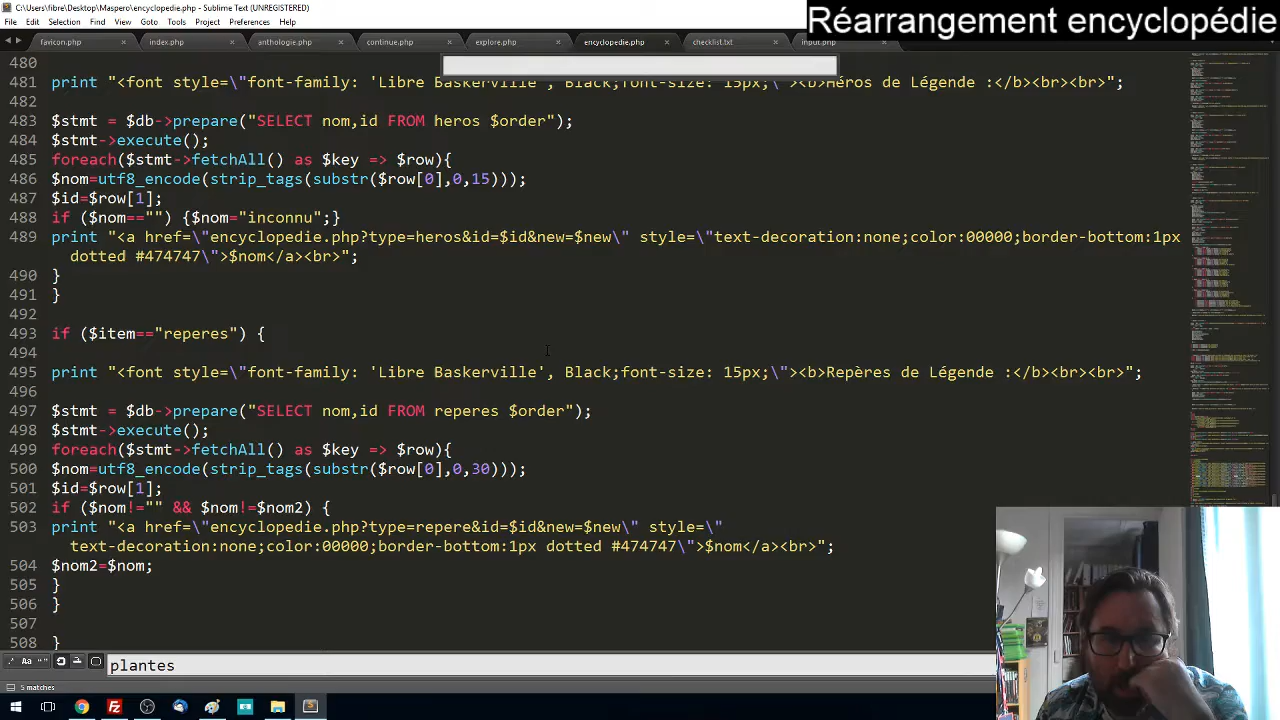 C:\Users\fibre\Desktop\Maspero\encyclopedie.php - Sublime Text (UNREGISTERED)
Réarrangement encyclopédie
File Edit Selection Find View Goto Tools Project Preferences Help
favicon.php × index.php × anthologie.php × continue.php × explore.php × encyclopedie.php × checklist.txt × input.php ×
480
481 print "<font style=\"font-family: 'Libre Baskerville', Black;font-size: 15px;\"><b>Héros de Légende :</b><br><br>";
482
483 $stmt = $db->prepare("SELECT nom,id FROM heros $order");
484 $stmt->execute();
485 foreach($stmt->fetchAll() as $key => $row){
486 $nom=utf8_encode(strip_tags(substr($row[0],0,15)));
487 $id=$row[1];
488 if ($nom=="") {$nom="inconnu";}
489 print "<a href=\"encyclopedie.php?type=heros&id=$id&new=$new\" style=\"text-decoration:none;color:00000;border-bottom:1px
dotted #474747\">$nom</a><br>";
490 }
491 }
492
493 if ($item=="reperes") {
494
495 print "<font style=\"font-family: 'Libre Baskerville', Black;font-size: 15px;\"><b>Repères de Légende :</b><br><br>";
496
497 $stmt = $db->prepare("SELECT nom,id FROM reperes $order");
498 $stmt->execute();
499 foreach($stmt->fetchAll() as $key => $row){
500 $nom=utf8_encode(strip_tags(substr($row[0],0,30)));
501 $id=$row[1];
502 if ($nom!="" && $nom!=$nom2) {
503 print "<a href=\"encyclopedie.php?type=repere&id=$id&new=$new\" style=\"
text-decoration:none;color:00000;border-bottom:1px dotted #474747\">$nom</a><br>";
504 $nom2=$nom;
505 }
506 }
507
508 }
.* Aa "" plantes
5 matches